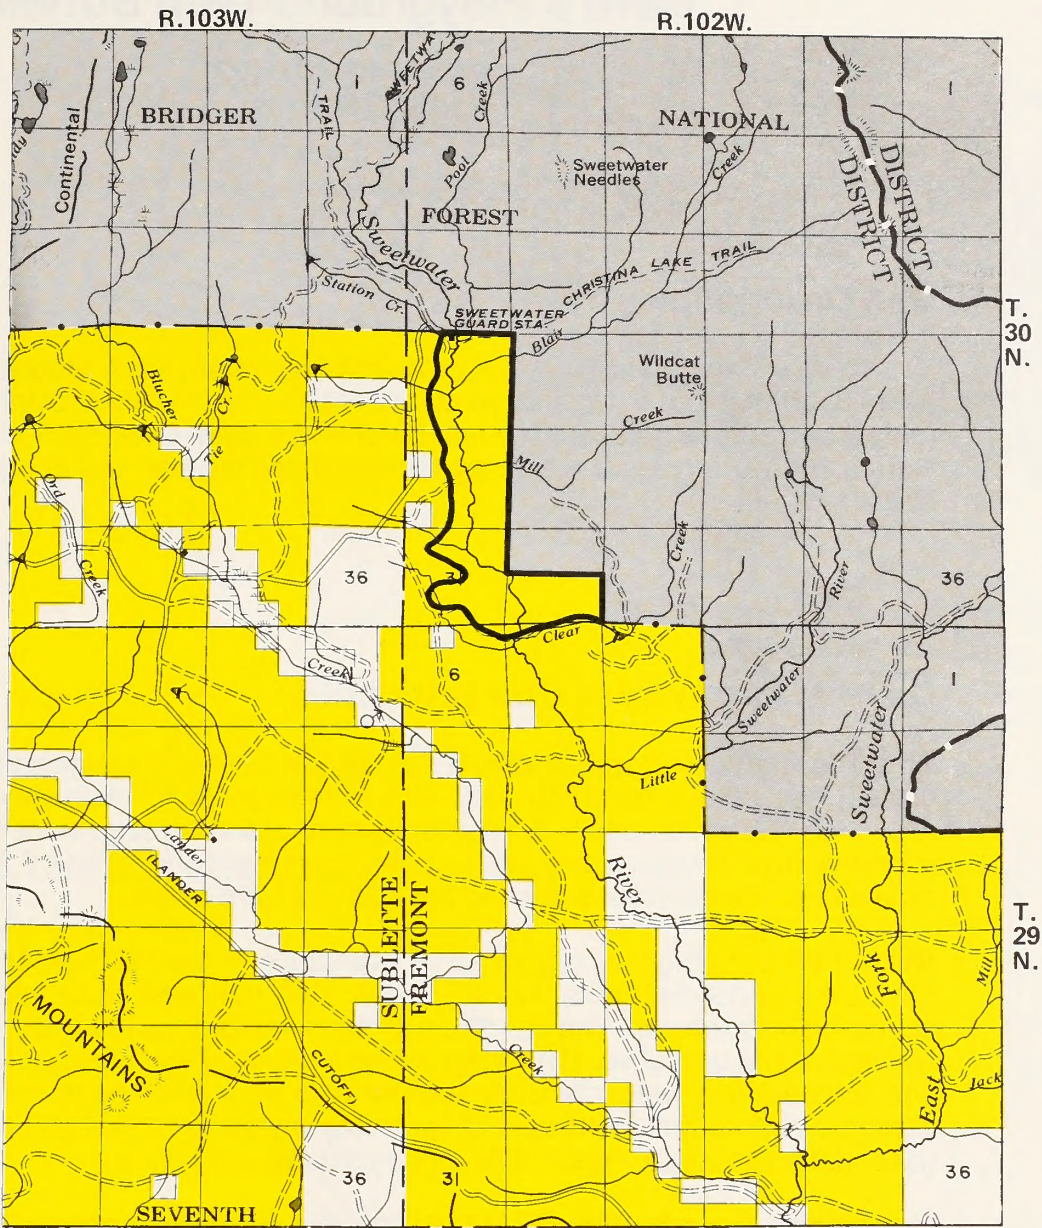 R.103W.
R.102W.
BRIDGER
NATIONAL
FOREST
Continental
TRAIL
1
6
1
Creek
Pool
Sweetwater
Needles
Creek
DISTRICT
DISTRICT
Sweetwater
Station Cr.
CHRISTINA LAKE TRAIL
SWEETWATER
GUARD STA.
Blair
T.
30
N.
Wildcat
Butte
Blucher
Cr.
Tie
Creek
Mill
Ord
Creek
36
Creek
River
36
Clear
Creek
6
1
Sweetwater
Little
Sweetwater
Lander
(LANDER
River
SUBLETTE
FREMONT
T.
29
N.
Fork
Mill
MOUNTAINS
CUTOFF)
Creek
East
Jack
36
31
36
SEVENTH